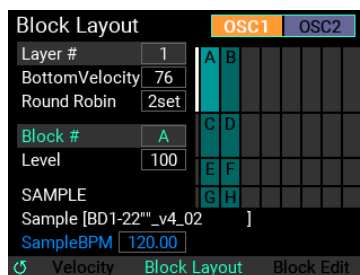 Block Layout OSC1 OSC2
Layer # 1 A B
BottomVelocity 76
Round Robin 2set
C D
Block # A
Level 100
E F
SAMPLE G H
Sample [BD1-22""_v4_02 ]
SampleBPM 120.00
Velocity Block Layout Block Edit